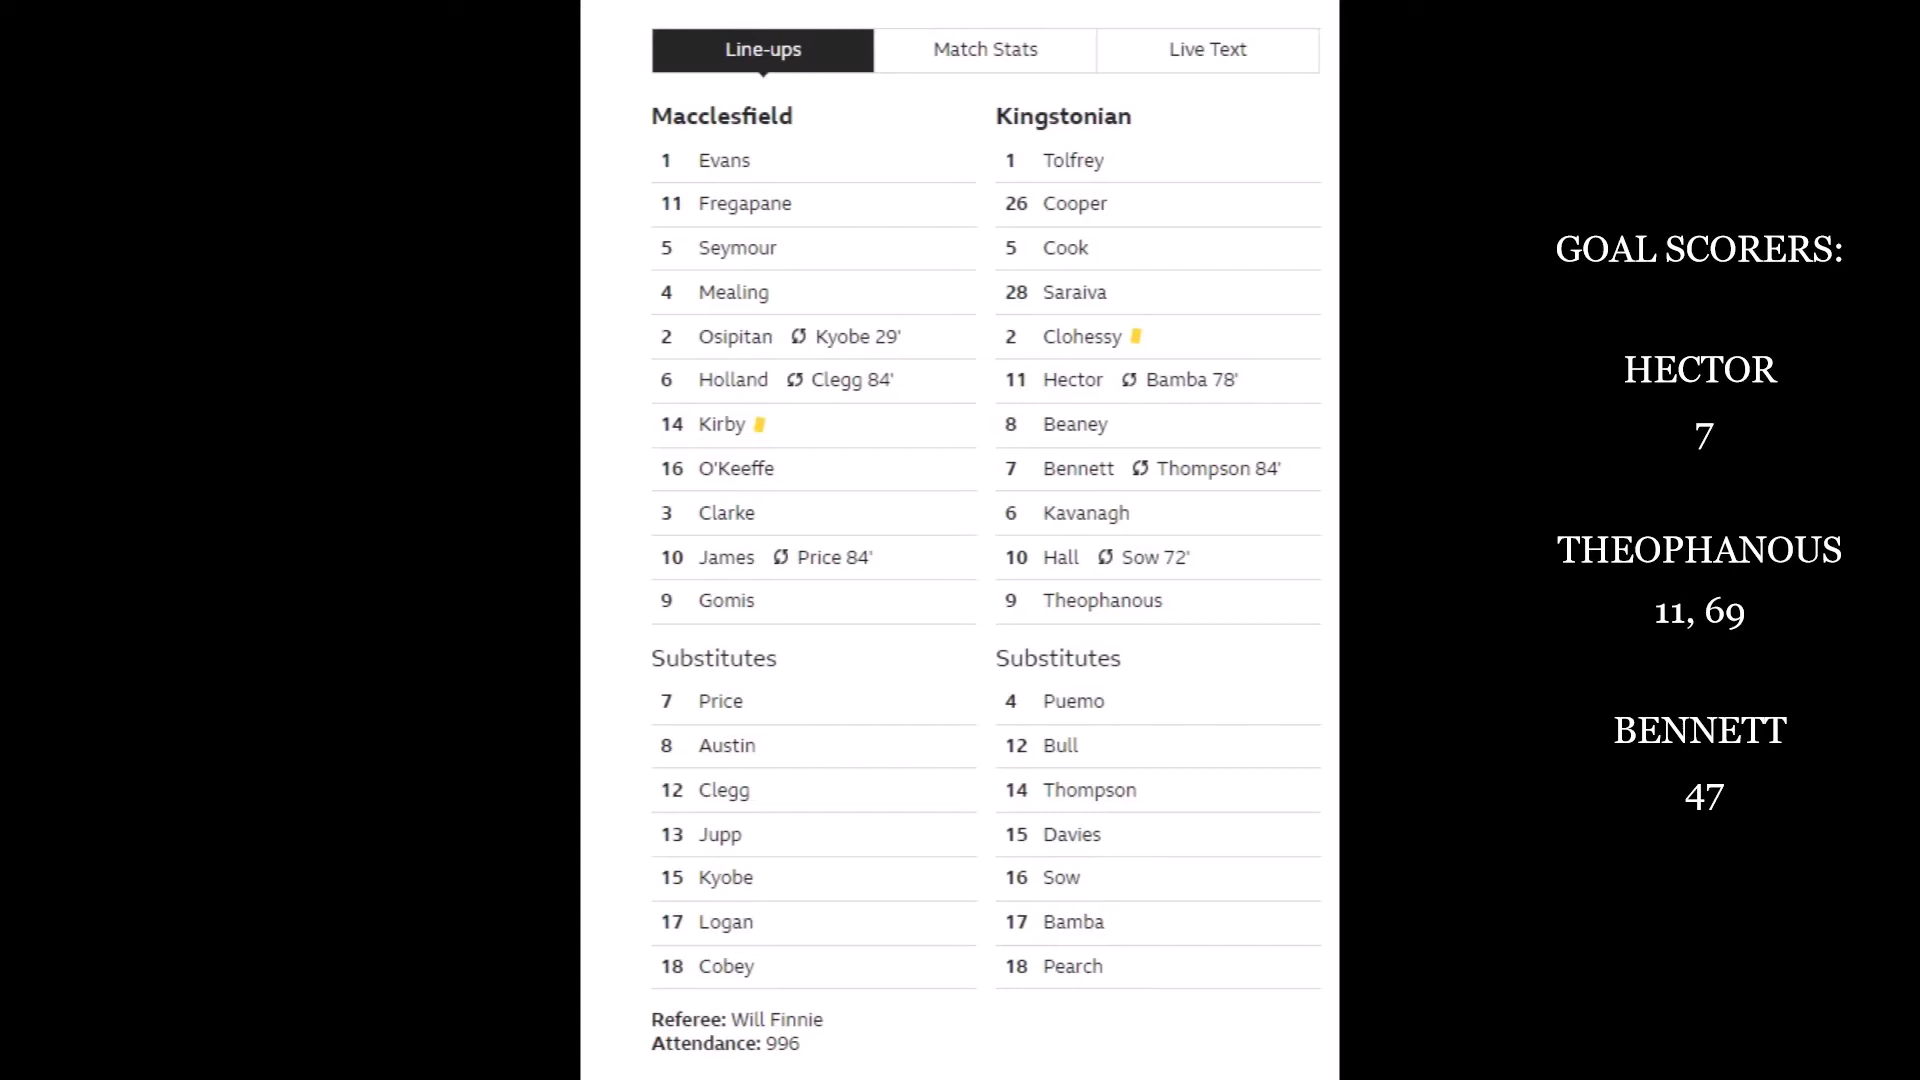 Line-ups
Match Stats
Live Text
Macclesfield
1 Evans
11 Fregapane
5 Seymour
4 Mealing
2 Osipitan Kyobe 29'
6 Holland Clegg 84'
14 Kirby
16 O'Keeffe
3 Clarke
10 James Price 84'
9 Gomis
Substitutes
7 Price
8 Austin
12 Clegg
13 Jupp
15 Kyobe
17 Logan
18 Cobey
Referee: Will Finnie
Attendance: 996
Kingstonian
1 Tolfrey
26 Cooper
5 Cook
28 Saraiva
2 Clohessy
11 Hector Bamba 78'
8 Beaney
7 Bennett Thompson 84'
6 Kavanagh
10 Hall Sow 72'
9 Theophanous
Substitutes
4 Puemo
12 Bull
14 Thompson
15 Davies
16 Sow
17 Bamba
18 Pearch
GOAL SCORERS:
HECTOR
7
THEOPHANOUS
11, 69
BENNETT
47